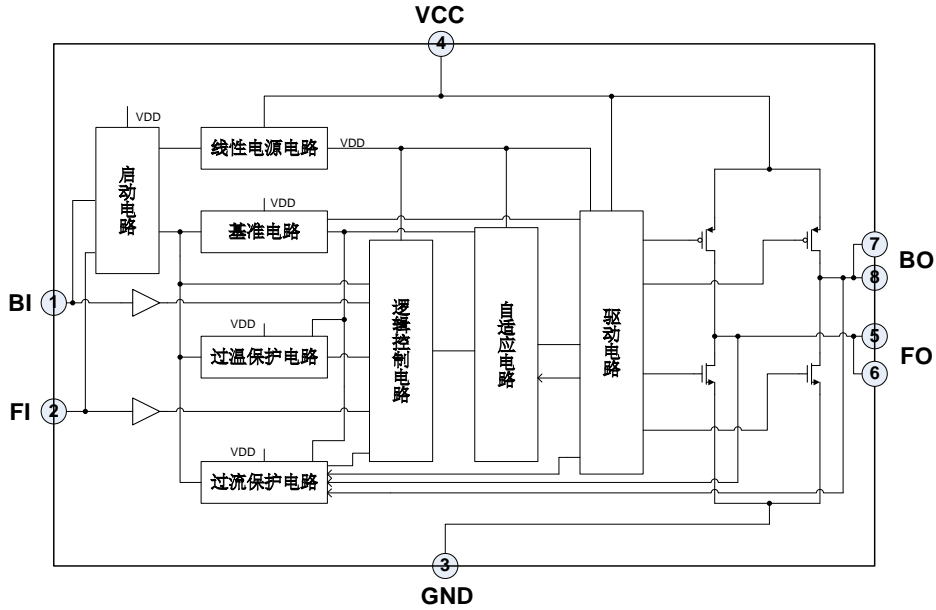 VCC
4
VDD
线性电源电路
VDD
启动电路
VDD
基准电路
7
BO
8
BI
1
逻辑控制电路
自适应电路
驱动电路
VDD
过温保护电路
5
FO
6
FI
2
VDD
过流保护电路
3
GND